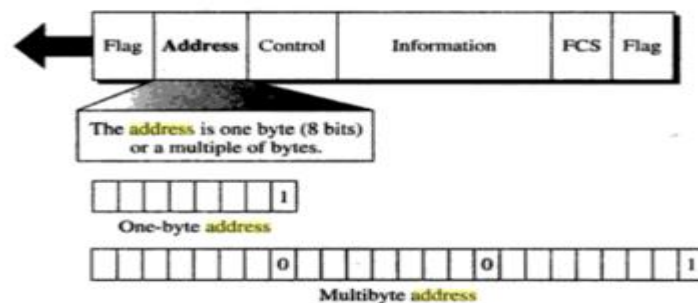 Flag Address Control Information FCS Flag
The address is one byte (8 bits)
or a multiple of bytes.
1
One-byte address
0 0 1
Multibyte address